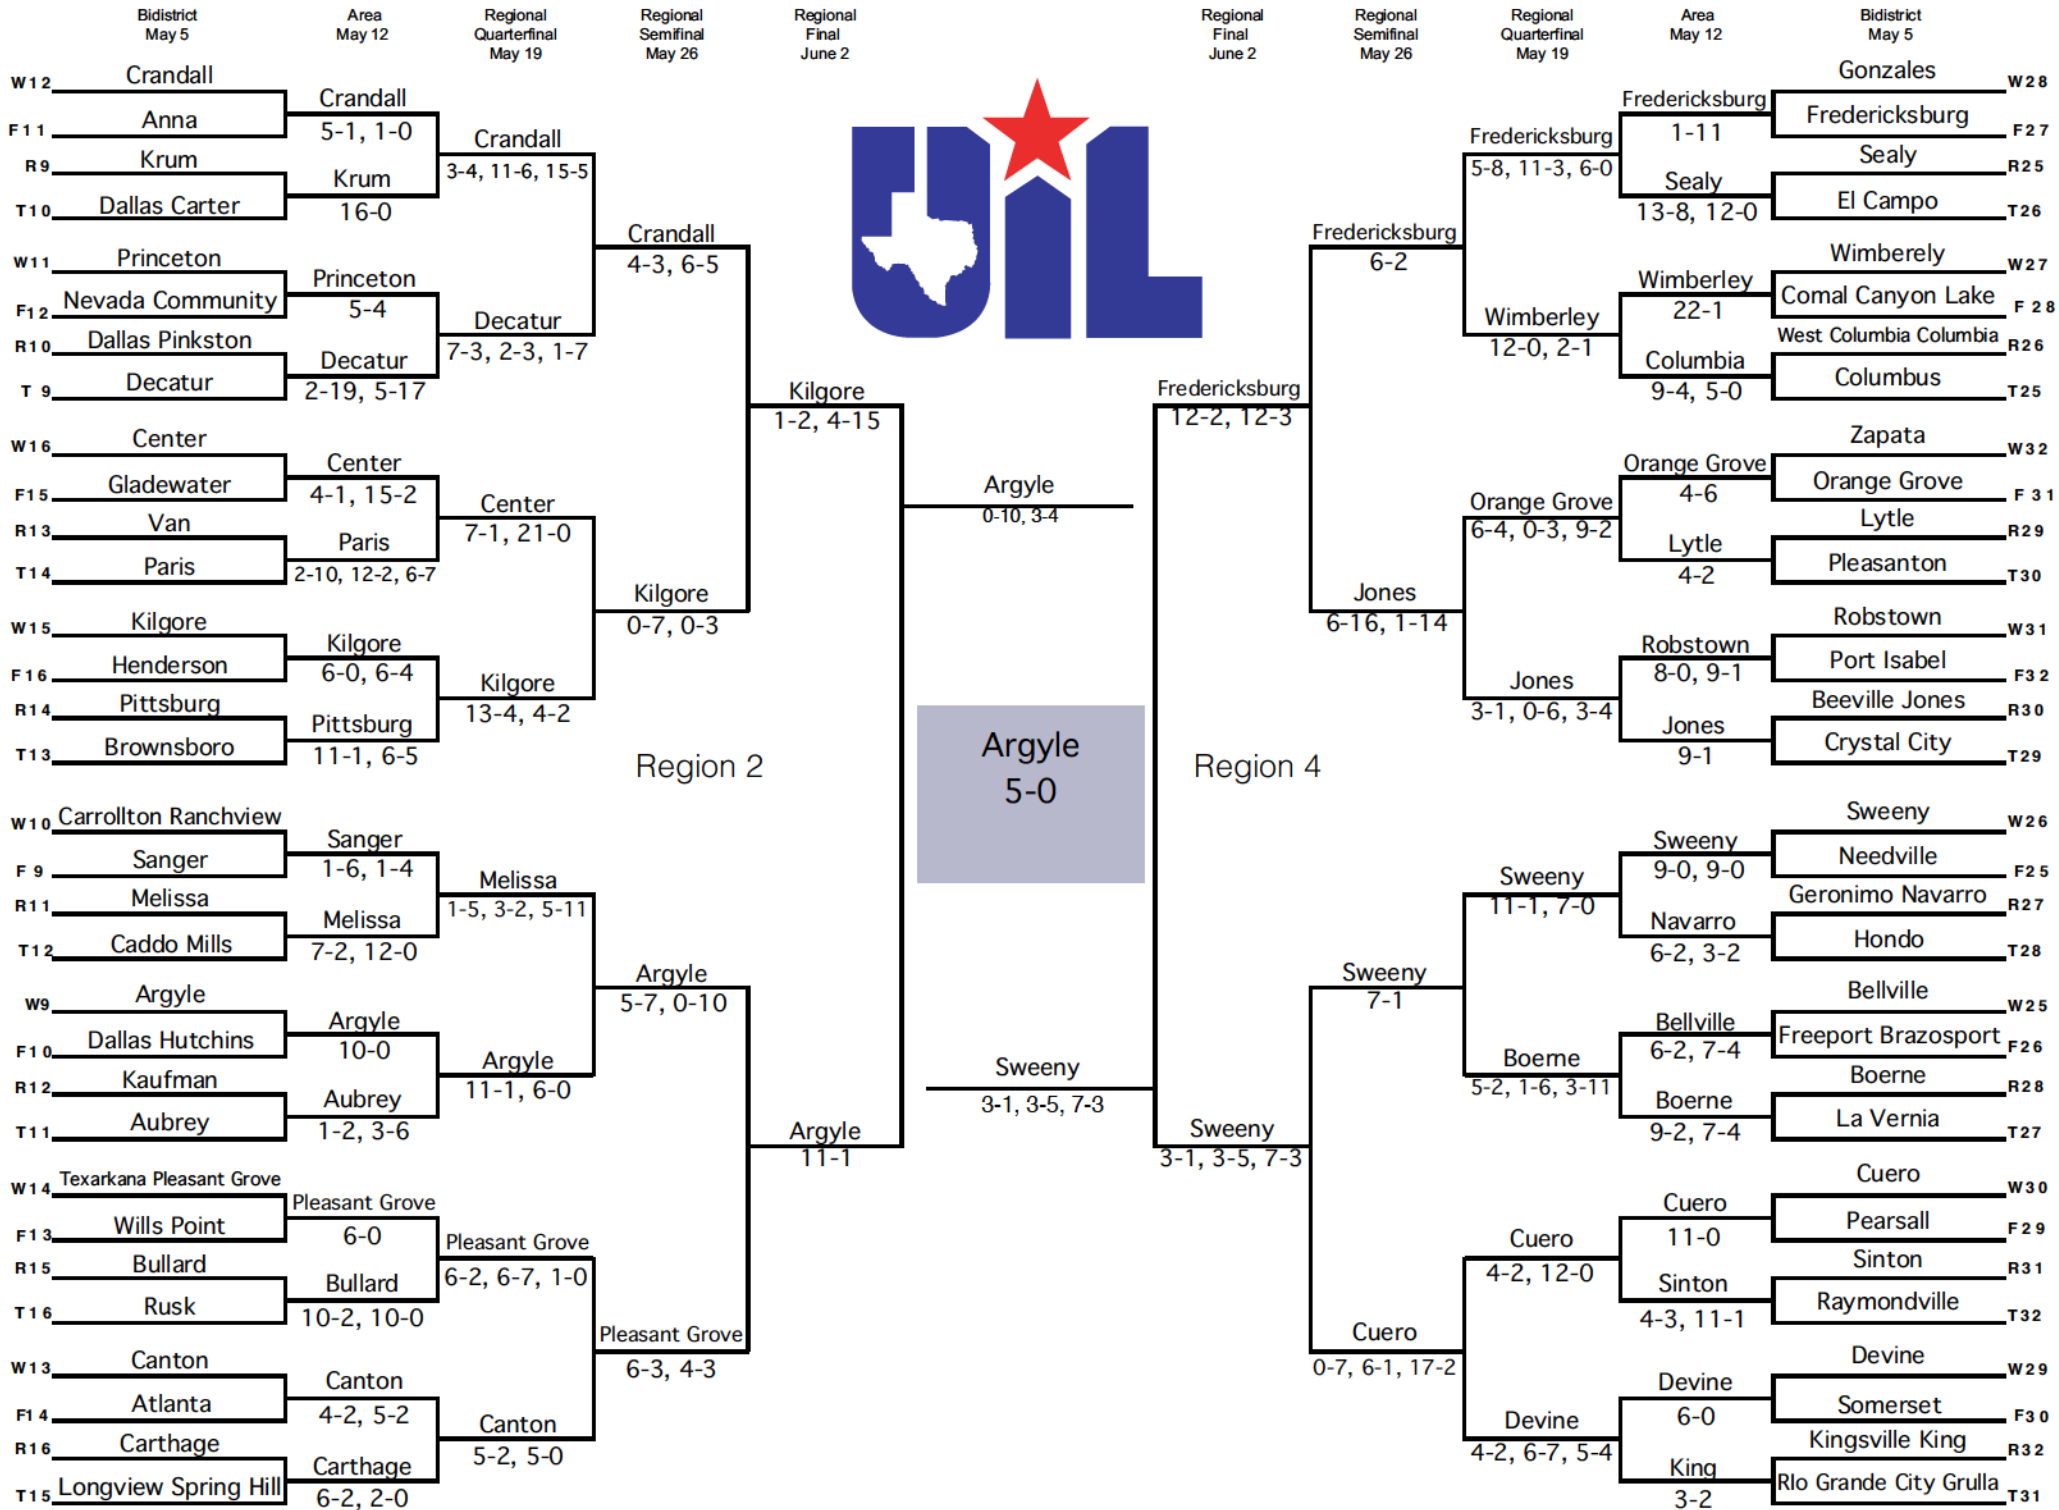 Bidistrict
May 5
Area
May 12
Regional
Quarterfinal
May 19
Regional
Semifinal
May 26
Regional
Final
June 2
Regional
Final
June 2
Regional
Semifinal
May 26
Regional
Quarterfinal
May 19
Area
May 12
Bidistrict
May 5
W12 Crandall
F11 Anna
R9 Krum
T10 Dallas Carter
W11 Princeton
F12 Nevada Community
R10 Dallas Pinkston
T 9 Decatur
W16 Center
F15 Gladewater
R13 Van
T14 Paris
W15 Kilgore
F16 Henderson
R14 Pittsburg
T13 Brownsboro
W10 Carrollton Ranchview
F 9 Sanger
R11 Melissa
T12 Caddo Mills
W9 Argyle
F10 Dallas Hutchins
R12 Kaufman
T11 Aubrey
W14 Texarkana Pleasant Grove
F13 Wills Point
R15 Bullard
T16 Rusk
W13 Canton
F14 Atlanta
R16 Carthage
T15 Longview Spring Hill
Crandall
5-1, 1-0
Krum
16-0
Princeton
5-4
Decatur
2-19, 5-17
Center
4-1, 15-2
Paris
2-10, 12-2, 6-7
Kilgore
6-0, 6-4
Pittsburg
11-1, 6-5
Sanger
1-6, 1-4
Melissa
7-2, 12-0
Argyle
10-0
Aubrey
1-2, 3-6
Pleasant Grove
6-0
Bullard
10-2, 10-0
Canton
4-2, 5-2
Carthage
6-2, 2-0
Crandall
3-4, 11-6, 15-5
Decatur
7-3, 2-3, 1-7
Center
7-1, 21-0
Kilgore
13-4, 4-2
Melissa
1-5, 3-2, 5-11
Argyle
11-1, 6-0
Pleasant Grove
6-2, 6-7, 1-0
Canton
5-2, 5-0
Crandall
4-3, 6-5
Kilgore
0-7, 0-3
Region 2
Argyle
5-7, 0-10
Pleasant Grove
6-3, 4-3
Kilgore
1-2, 4-15
Argyle
11-1
UIL
Argyle
0-10, 3-4
Argyle
5-0
Sweeny
3-1, 3-5, 7-3
Fredericksburg
12-2, 12-3
Region 4
Sweeny
3-1, 3-5, 7-3
Fredericksburg
6-2
Jones
6-16, 1-14
Sweeny
7-1
Cuero
0-7, 6-1, 17-2
Fredericksburg
5-8, 11-3, 6-0
Wimberley
12-0, 2-1
Orange Grove
6-4, 0-3, 9-2
Jones
3-1, 0-6, 3-4
Sweeny
11-1, 7-0
Boerne
5-2, 1-6, 3-11
Cuero
4-2, 12-0
Devine
4-2, 6-7, 5-4
Fredericksburg
1-11
Sealy
13-8, 12-0
Wimberley
22-1
Columbia
9-4, 5-0
Orange Grove
4-6
Lytle
4-2
Robstown
8-0, 9-1
Jones
9-1
Sweeny
9-0, 9-0
Navarro
6-2, 3-2
Bellville
6-2, 7-4
Boerne
9-2, 7-4
Cuero
11-0
Sinton
4-3, 11-1
Devine
6-0
King
3-2
Gonzales W28
Fredericksburg F27
Sealy R25
El Campo T26
Wimberely W27
Comal Canyon Lake F 28
West Columbia Columbia R26
Columbus T25
Zapata W32
Orange Grove F 31
Lytle R29
Pleasanton T30
Robstown W31
Port Isabel F32
Beeville Jones R30
Crystal City T29
Sweeny W26
Needville F25
Geronimo Navarro R27
Hondo T28
Bellville W25
Freeport Brazosport F26
Boerne R28
La Vernia T27
Cuero W30
Pearsall F29
Sinton R31
Raymondville T32
Devine W29
Somerset F30
Kingsville King R32
RIo Grande City Grulla T31